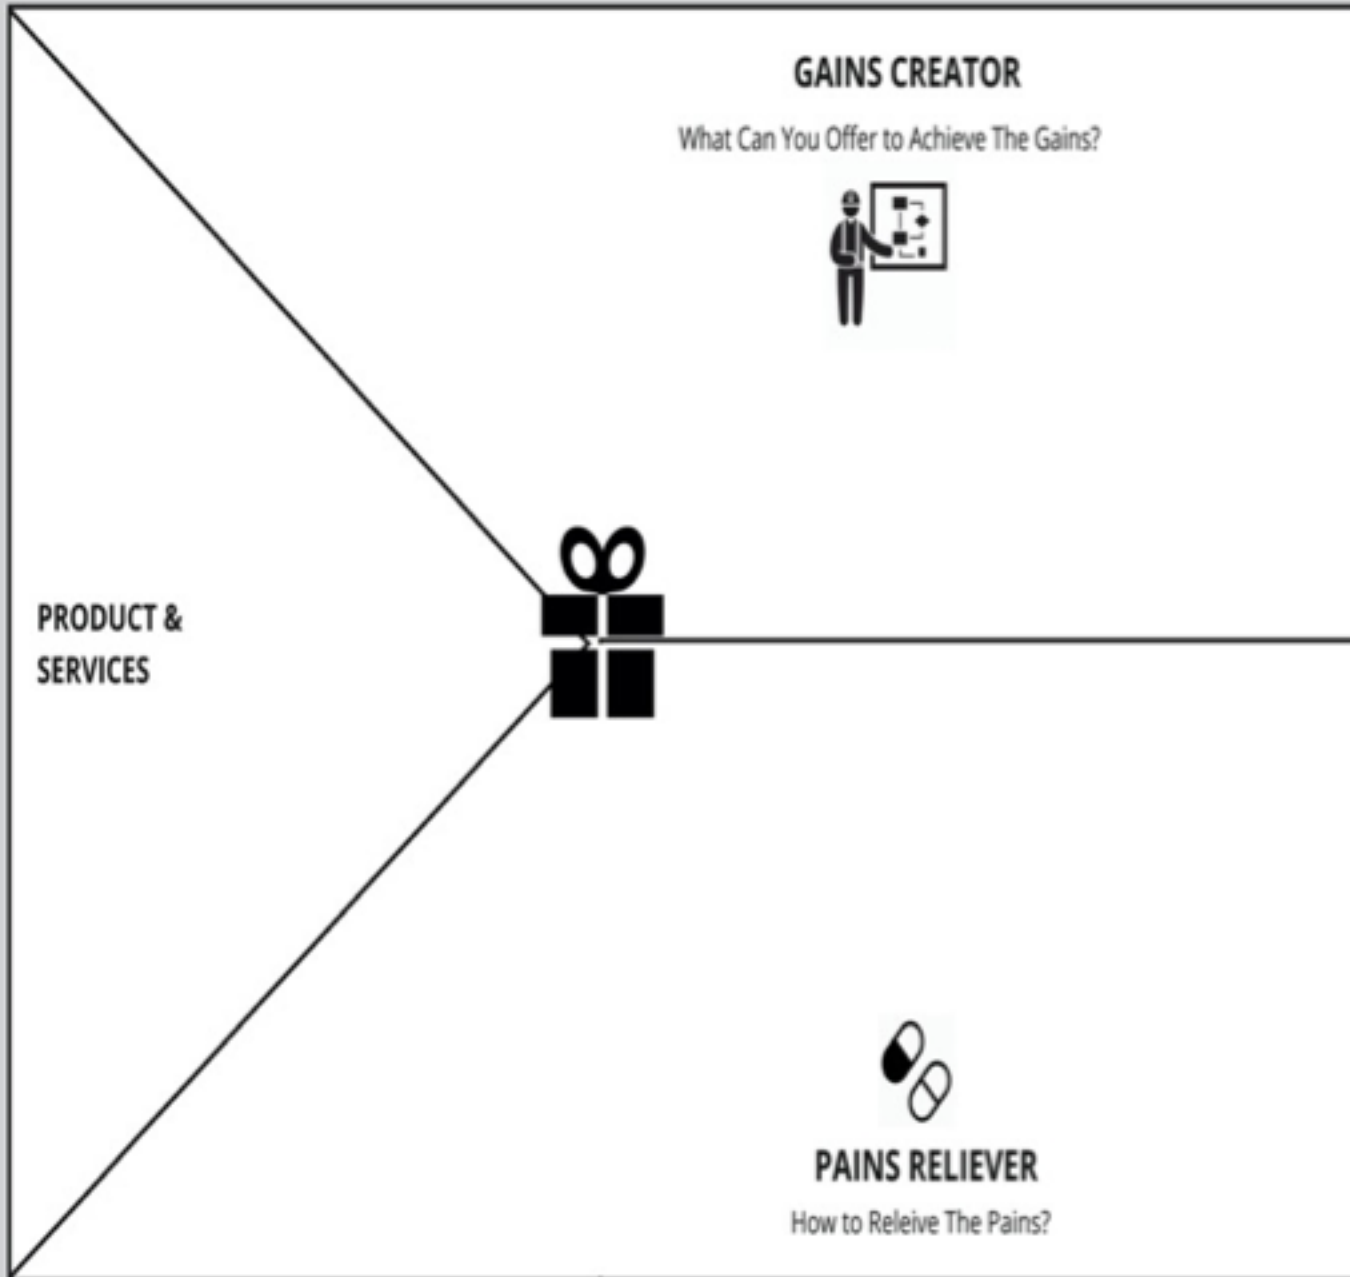 GAINS CREATOR
What Can You Offer to Achieve The Gains?
PRODUCT &
SERVICES
PAINS RELIEVER
How to Releive The Pains?